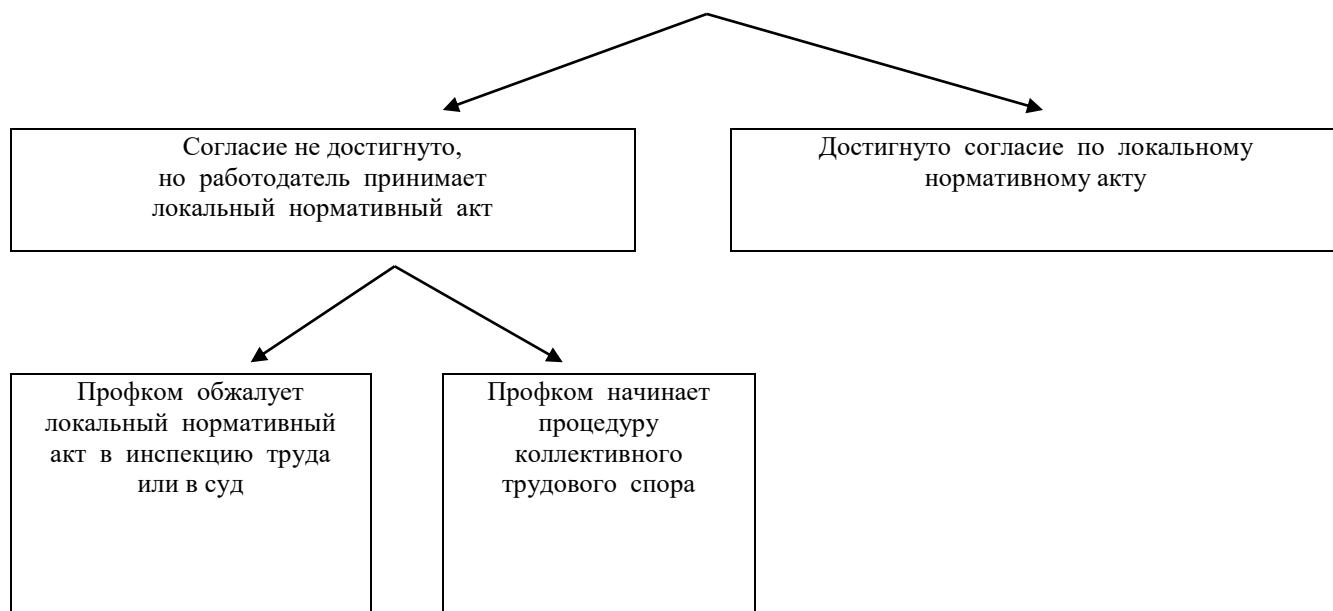 Согласие не достигнуто,
но работодатель принимает
локальный нормативный акт
Достигнуто согласие по локальному
нормативному акту
Профком обжалует
локальный нормативный
акт в инспекцию труда
или в суд
Профком начинает
процедуру
коллективного
трудового спора